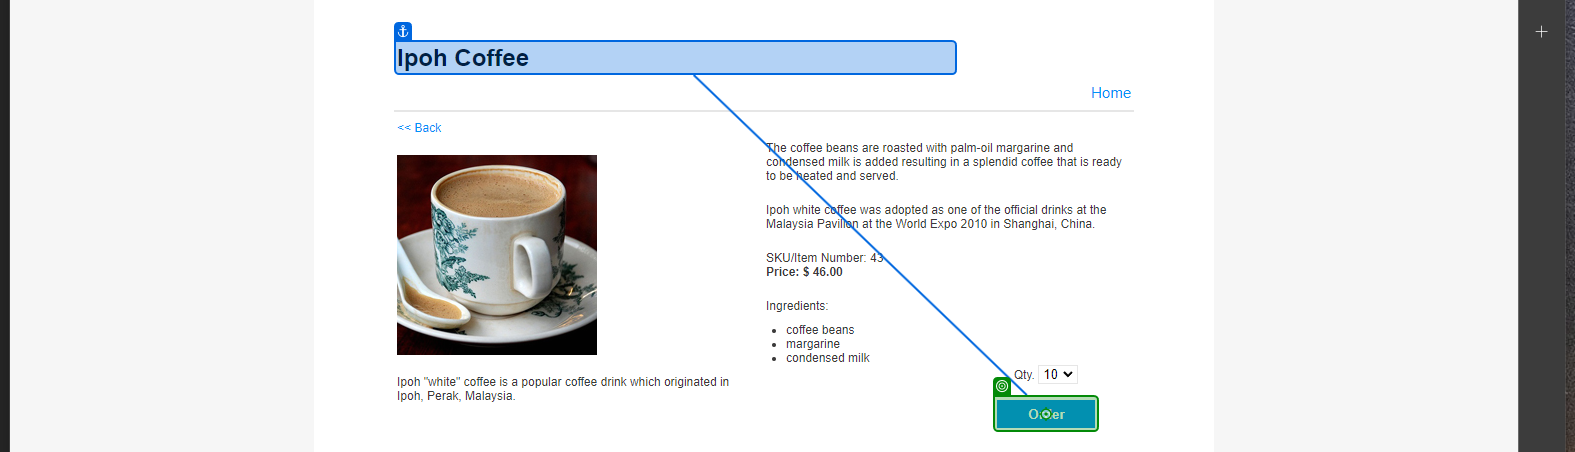 Ipoh Coffee
Home
<< Back
The coffee beans are roasted with palm-oil margarine and
condensed milk is added resulting in a splendid coffee that is ready
to be heated and served.
Ipoh white coffee was adopted as one of the official drinks at the
Malaysia Pavilion at the World Expo 2010 in Shanghai, China.
SKU/Item Number: 43
Price: $ 46.00
Ingredients:
• coffee beans
• margarine
• condensed milk
Ipoh "white" coffee is a popular coffee drink which originated in
Ipoh, Perak, Malaysia.
Qty. 10
Order